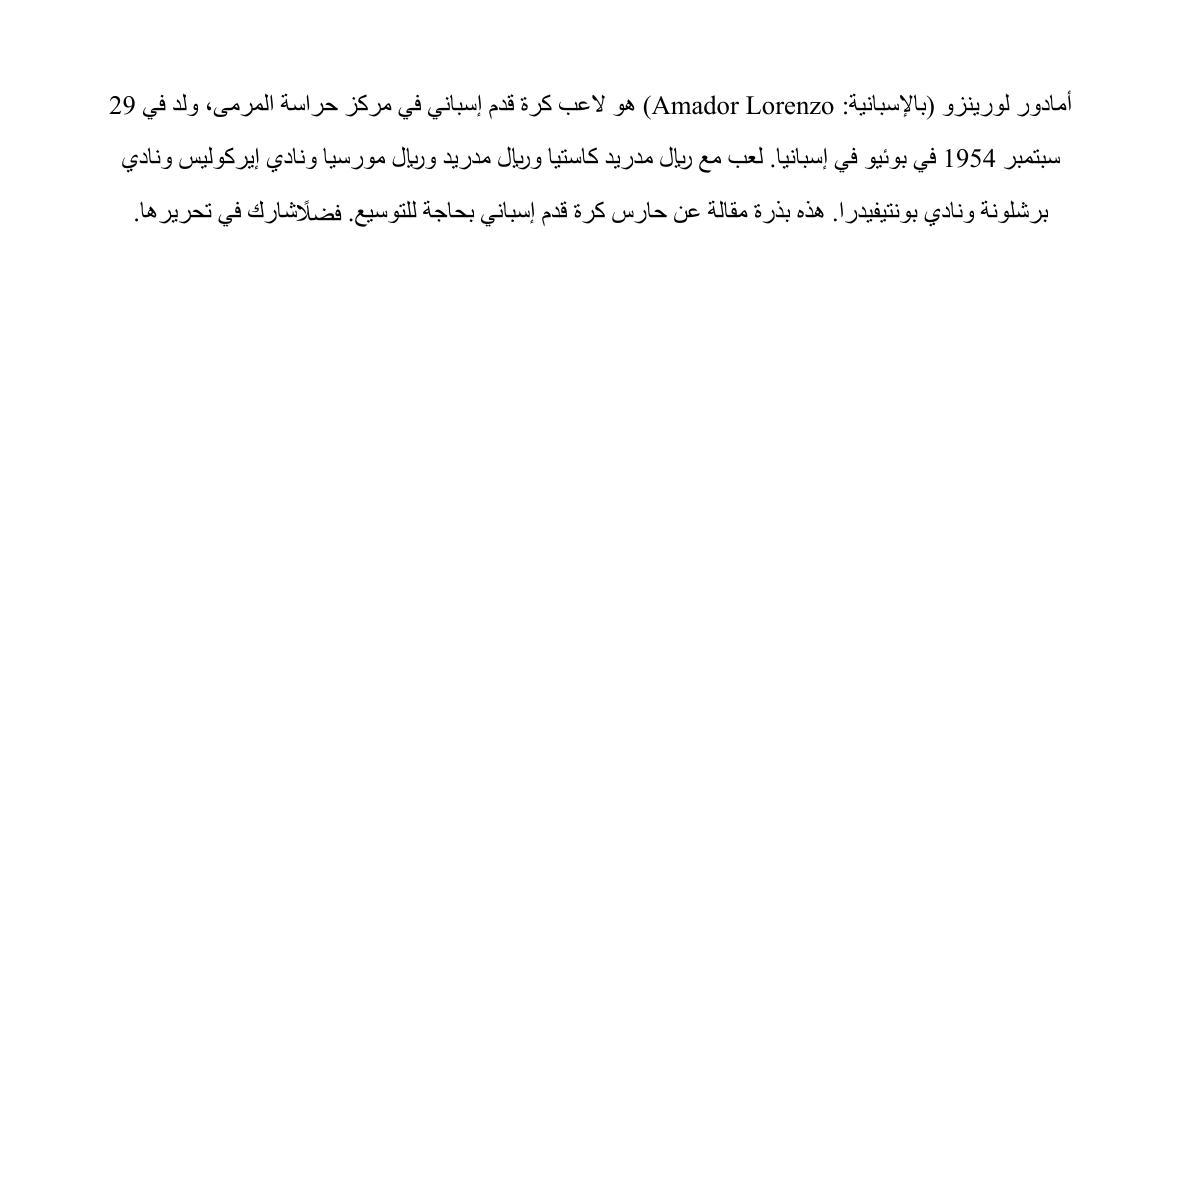 أمادور لورينزو (بالإسبانية: Amador Lorenzo) هو لاعب كرة قدم إسباني في مركز حراسة المرمى، ولد في 29
سبتمبر 1954 في بوئيو في إسبانيا. لعب مع ريال مدريد كاستيا وريال مدريد وريال مورسيا ونادي إيركوليس ونادي
برشلونة ونادي بونتيفيدرا. هذه بذرة مقالة عن حارس كرة قدم إسباني بحاجة للتوسيع. فضلًاشارك في تحريرها.